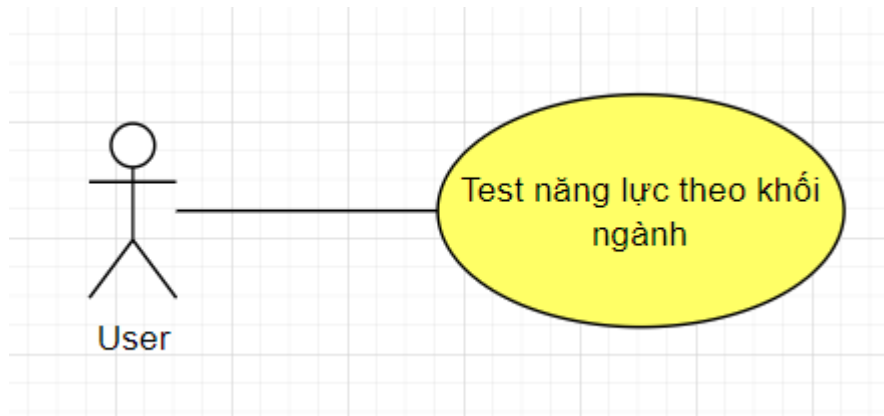 Test năng lực theo khối
ngành
User